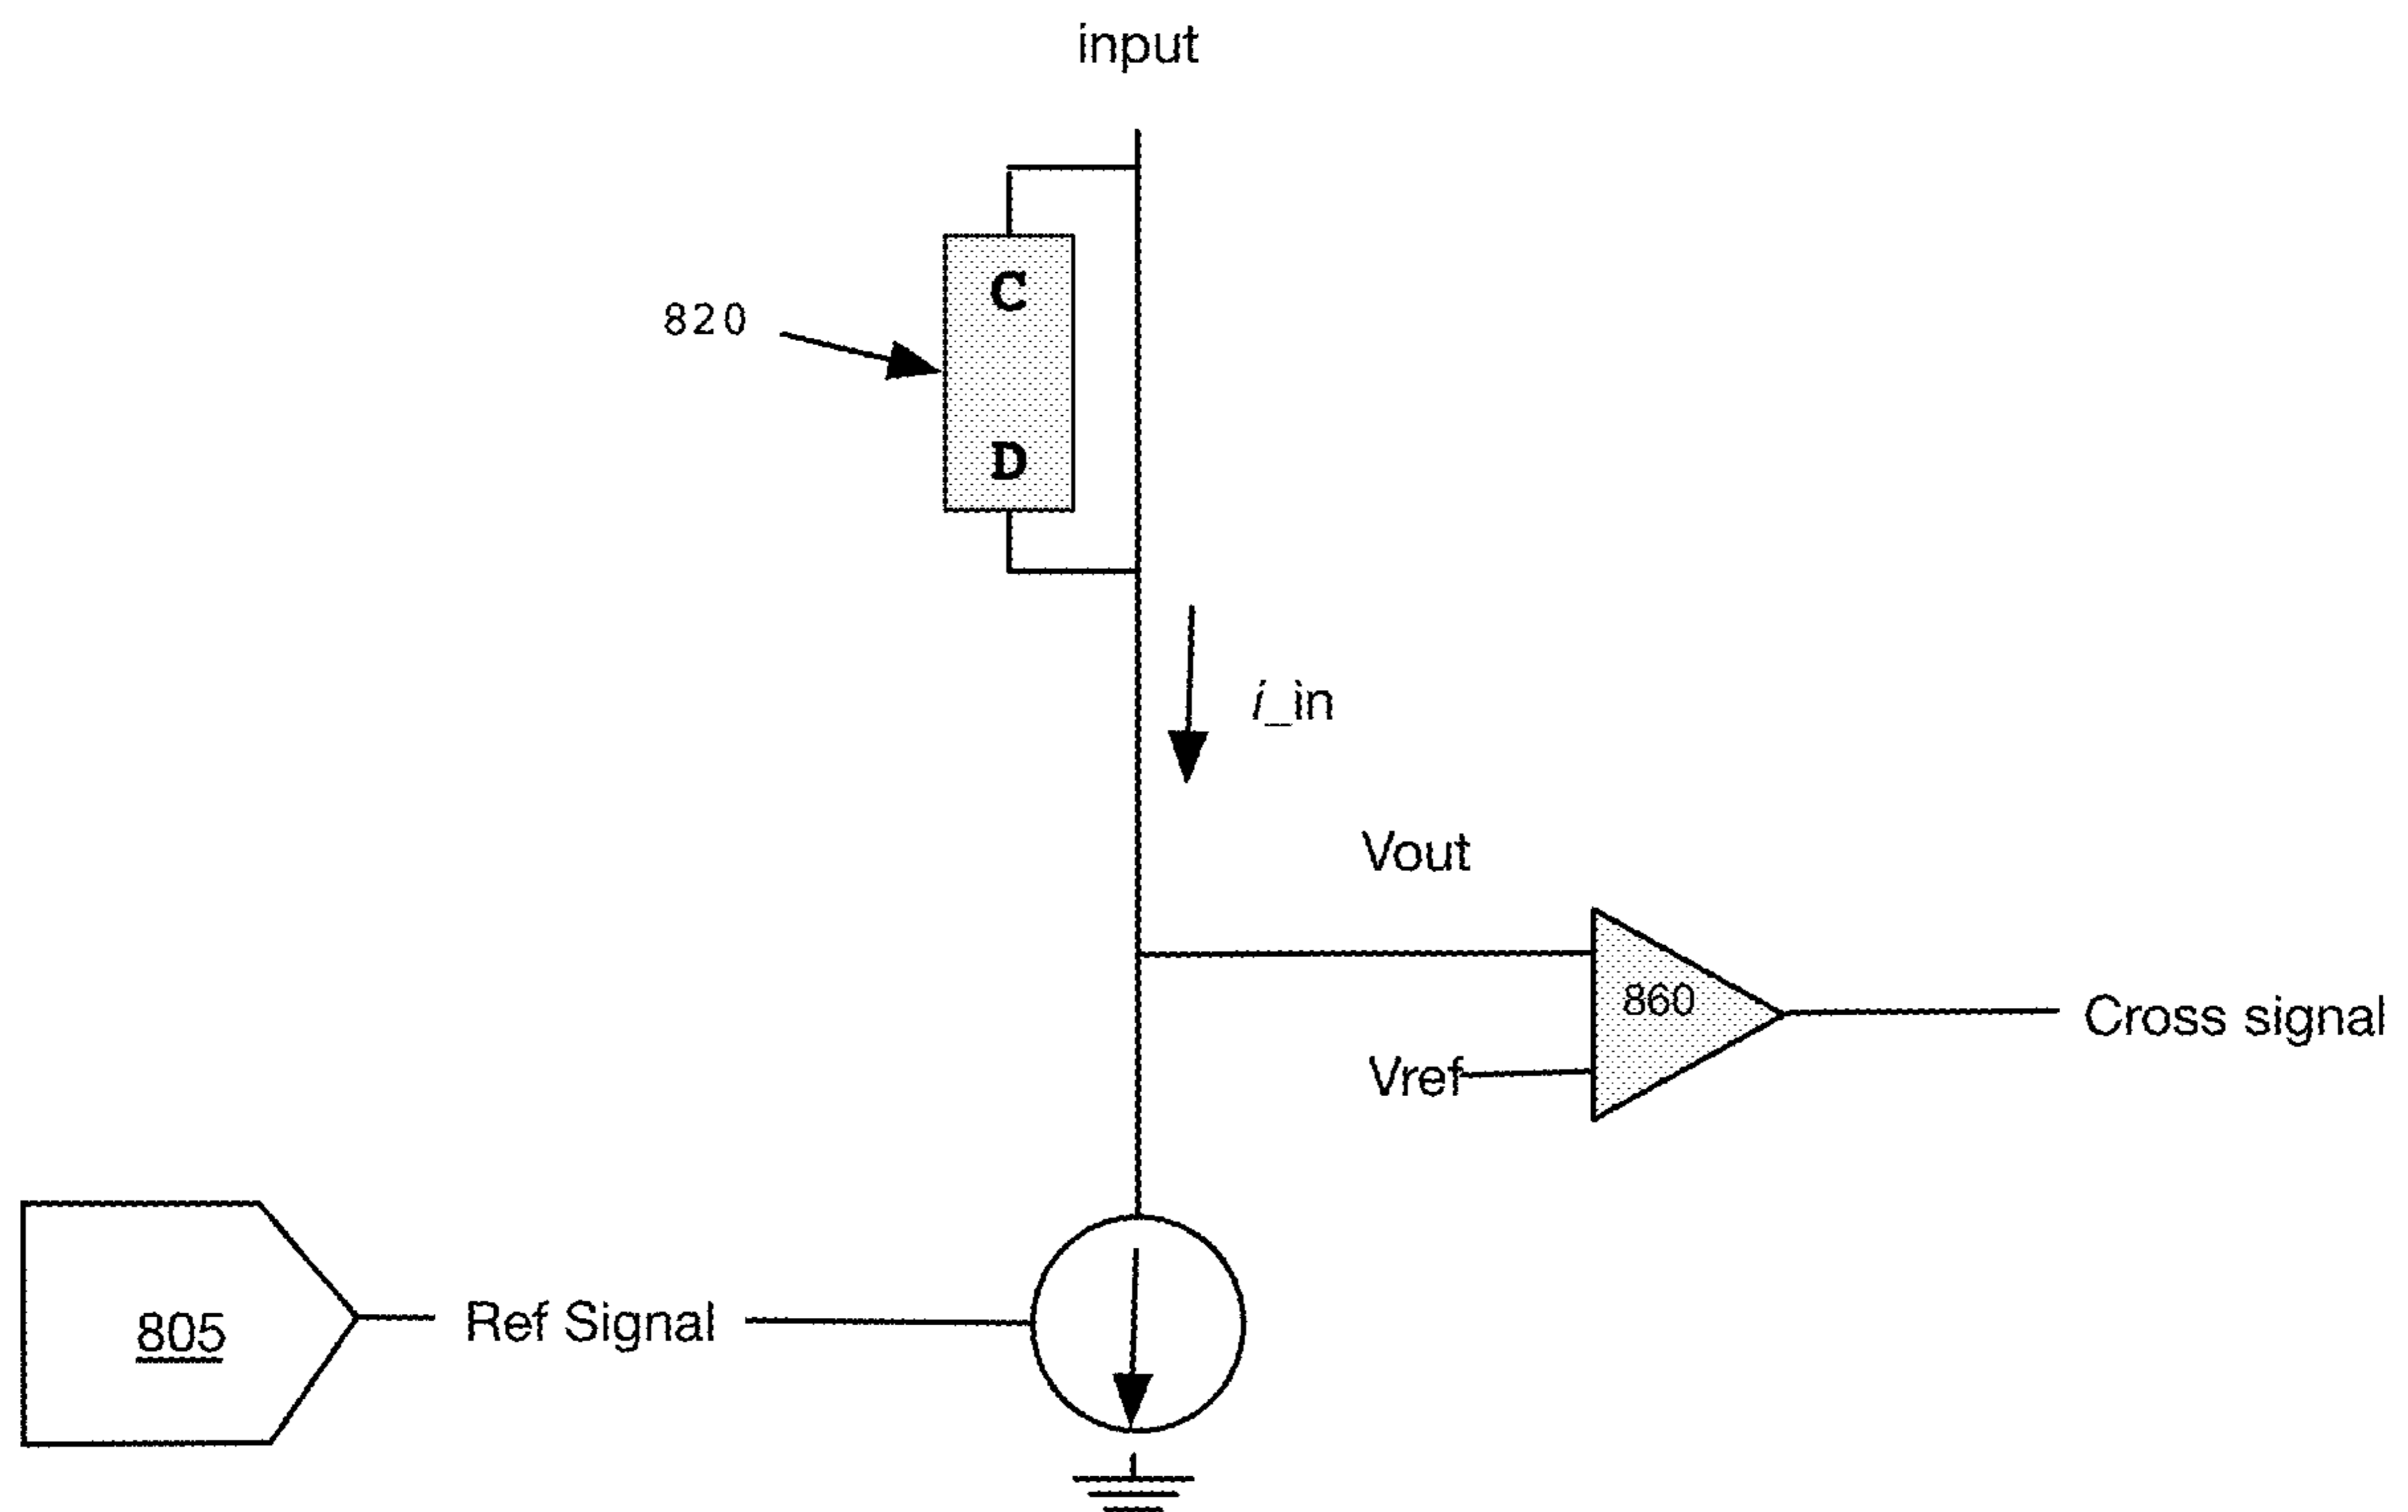 input
C
820
D
i_in
Vout
860
Cross signal
Vref
805
Ref Signal